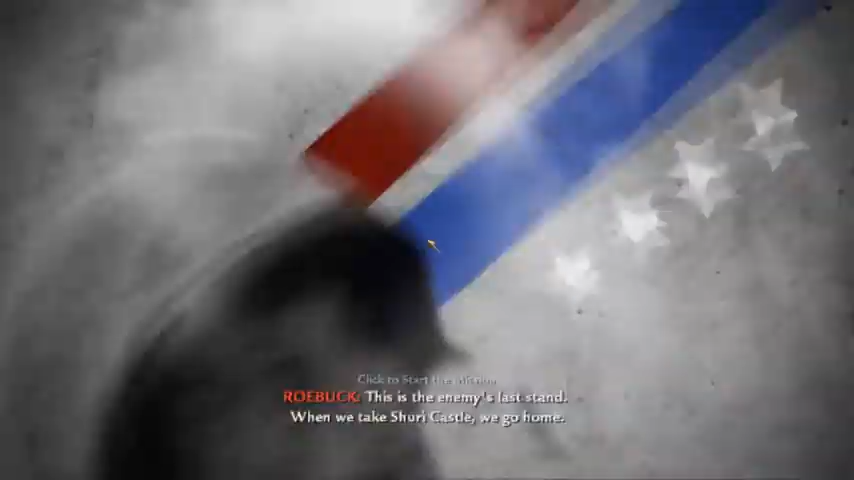 Click to Start the Mission
ROEBUCK: This is the enemy's last stand.
When we take Shuri Castle, we go home.